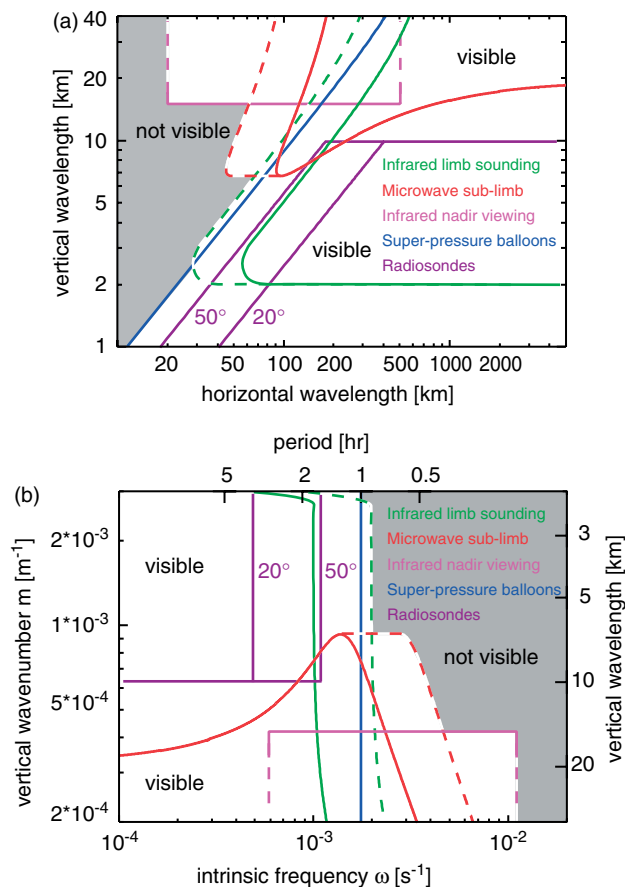 (a)
40
20
10
5
2
1
vertical wavelength [km]
not visible
visible
Infrared limb sounding
Microwave sub-limb
Infrared nadir viewing
Super-pressure balloons
Radiosondes
visible
50°
20°
20
50
100
200
500
1000
2000
horizontal wavelength [km]
period [hr]
5
2
1
0.5
(b)
2*10⁻³
1*10⁻³
5*10⁻⁴
2*10⁻⁴
vertical wavenumber m [m⁻¹]
visible
20°
50°
Infrared limb sounding
Microwave sub-limb
Infrared nadir viewing
Super-pressure balloons
Radiosondes
not visible
visible
3
5
10
20
vertical wavelength [km]
10⁻⁴
10⁻³
10⁻²
intrinsic frequency ω [s⁻¹]